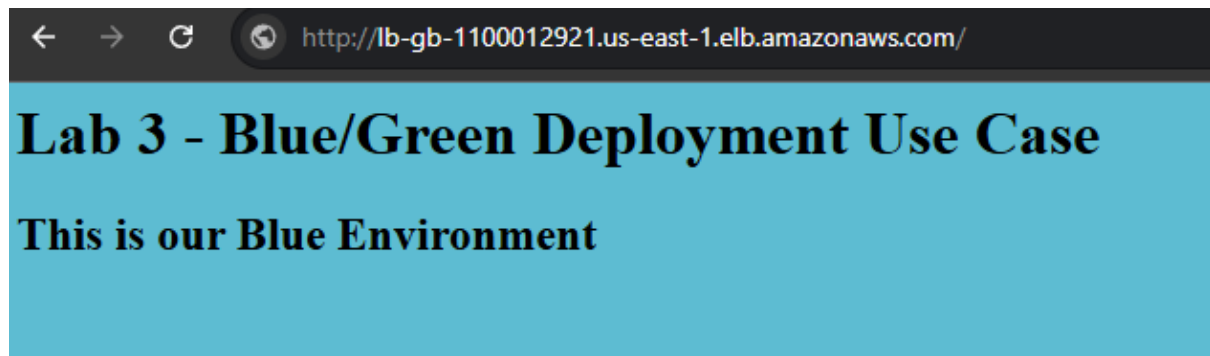 http://lb-gb-1100012921.us-east-1.elb.amazonaws.com/
Lab 3 - Blue/Green Deployment Use Case
This is our Blue Environment